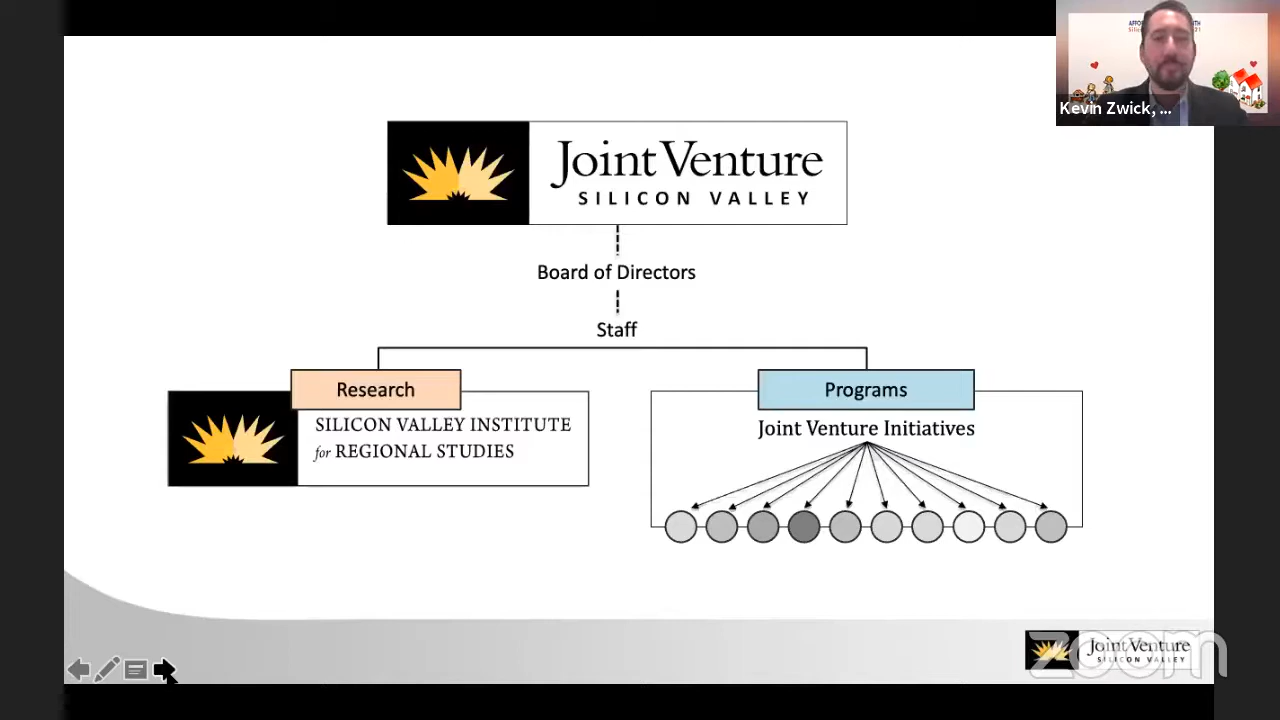 Kevin Zwick, ...
Joint Venture
SILICON VALLEY
Board of Directors
Staff
Research
SILICON VALLEY INSTITUTE
for REGIONAL STUDIES
Programs
Joint Venture Initiatives
Joint Venture
SILICON VALLEY
zoom